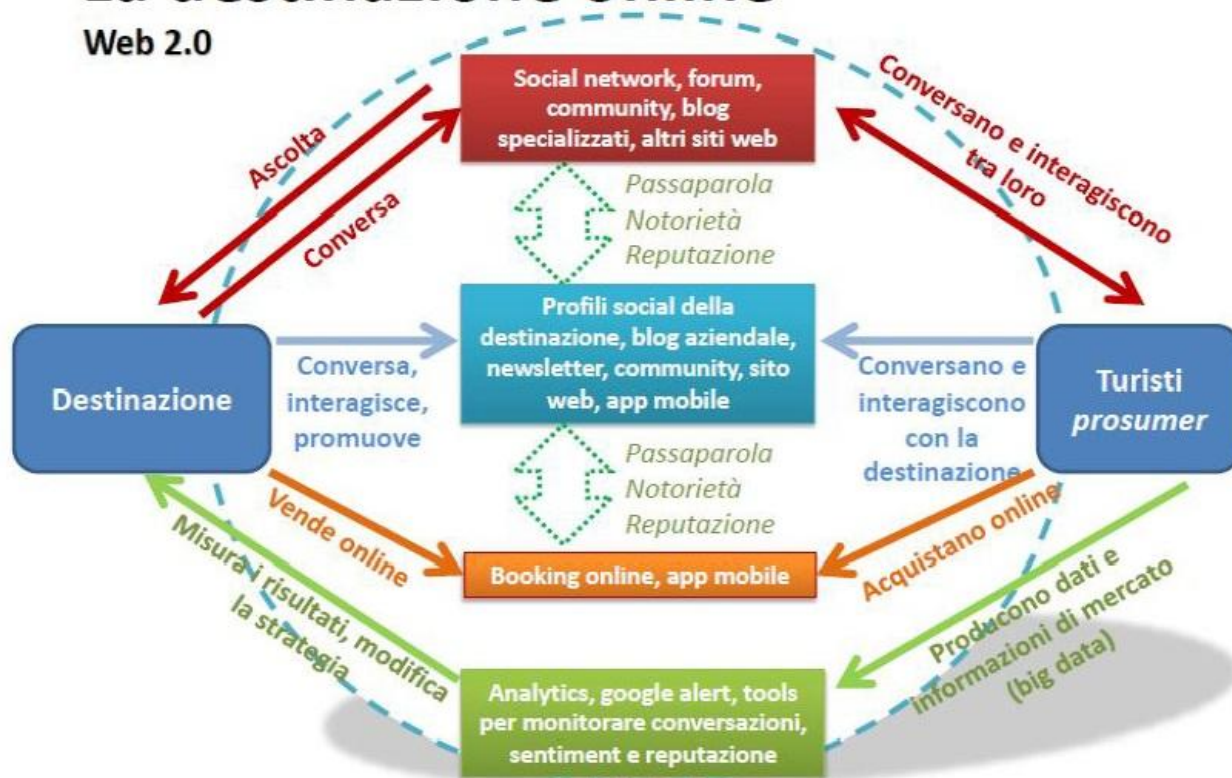 La destinazione online
Web 2.0
Social network, forum,
community, blog
specializzati, altri siti web
Ascolta
Conversa
Conversano e interagiscono
tra loro
Passaparola
Notorietà
Reputazione
Destinazione
Conversa,
interagisce,
promuove
Profili social della
destinazione, blog aziendale,
newsletter, community, sito
web, app mobile
Conversano e
interagiscono
con la
destinazione
Turisti
prosumer
Passaparola
Notorietà
Reputazione
Vende online
Booking online, app mobile
Acquistano online
Misura i risultati, modifica
la strategia
Analytics, google alert, tools
per monitorare conversazioni,
sentiment e reputazione
Producono dati e
informazioni di mercato
(big data)